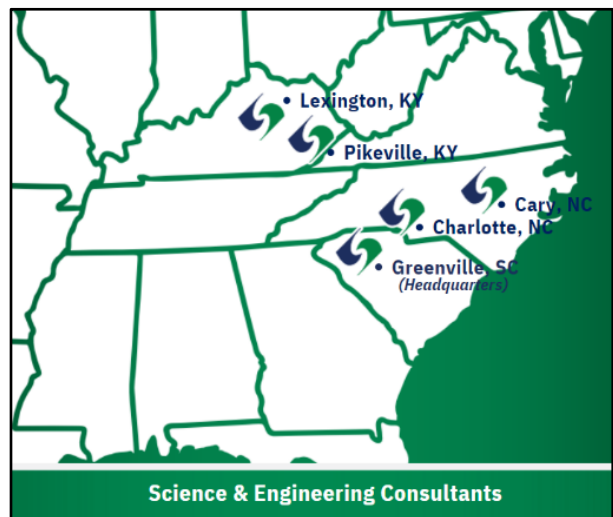 Lexington, KY
Pikeville, KY
Cary, NC
Charlotte, NC
Greenville, SC
(Headquarters)
Science & Engineering Consultants